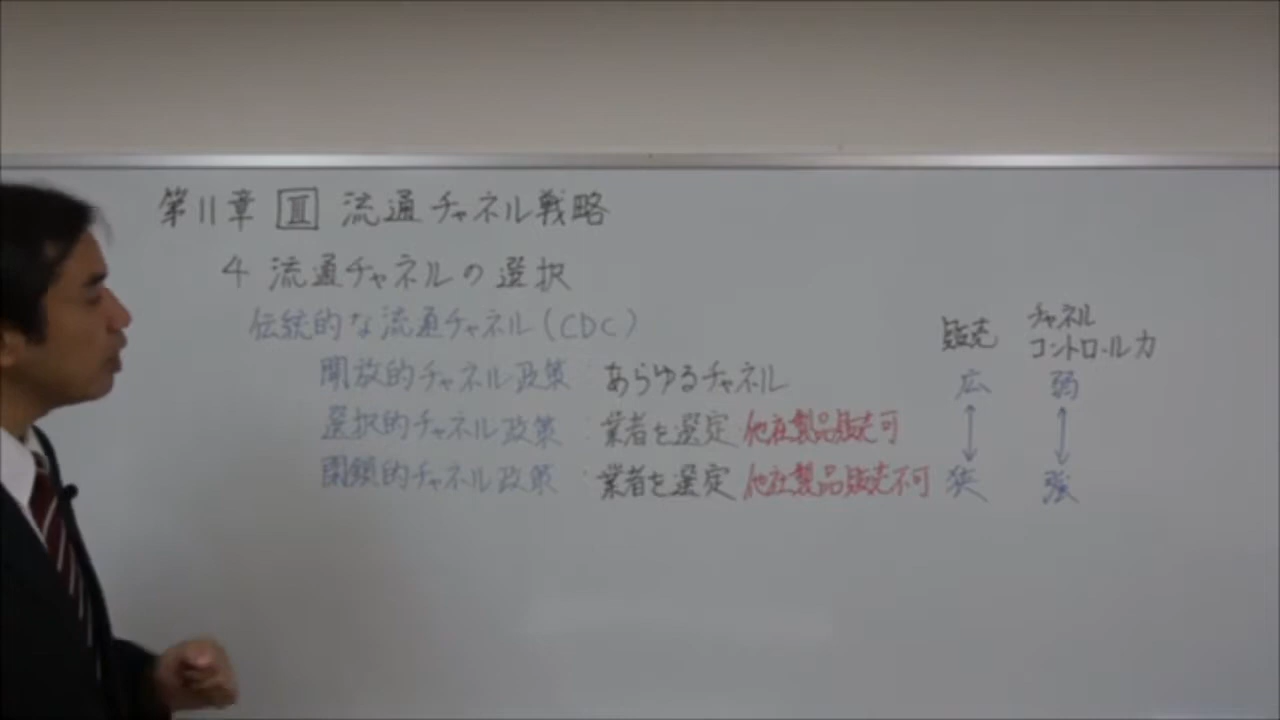 第11章 Ⅲ 流通チャネル戦略
4 流通チャネルの選択
伝統的な流通チャネル(CDC)
販売 チャネルコントロール力
開放的チャネル政策 あらゆるチャネル 広 弱
選択的チャネル政策 : 業者を選定 他社製品販売可
閉鎖的チャネル政策 : 業者を選定 他社製品販売不可 狭 強